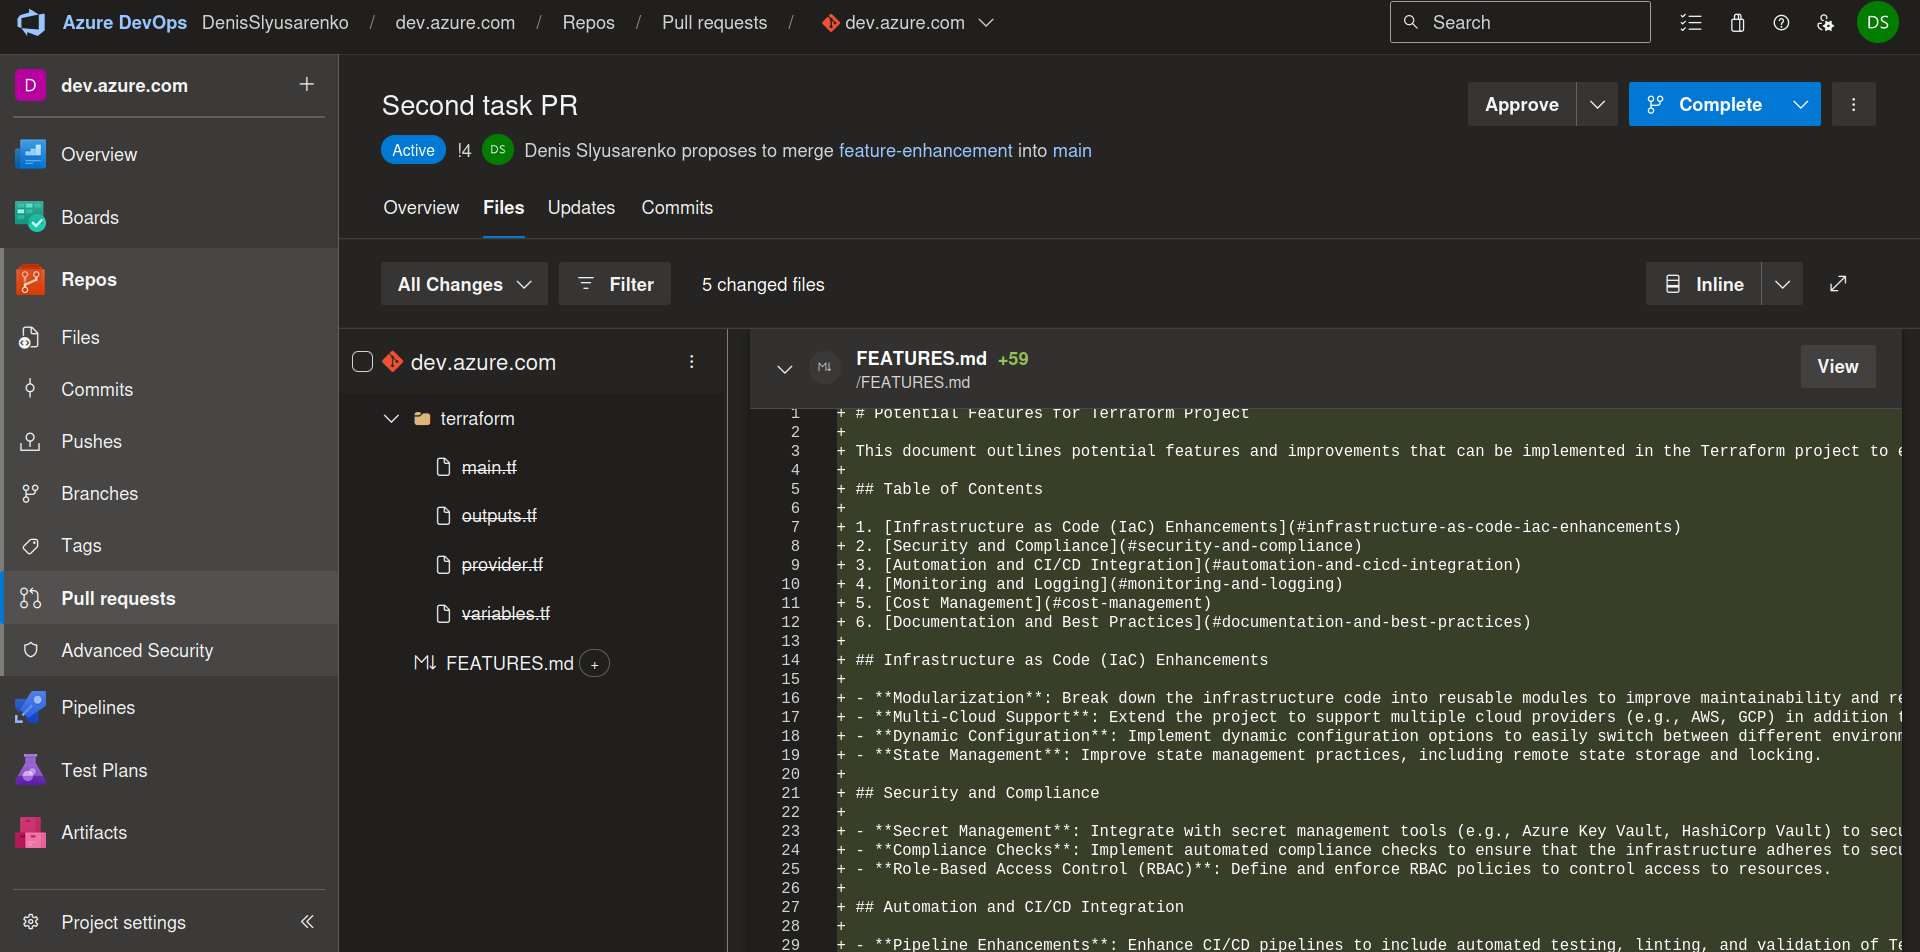 Azure DevOps DenisSlyusarenko / dev.azure.com / Repos / Pull requests / dev.azure.com Search DS
D dev.azure.com +
Overview
Boards
Repos
Files
Commits
Pushes
Branches
Tags
Pull requests
Advanced Security
Pipelines
Test Plans
Artifacts
Project settings
Second task PR
Approve Complete
Active !4 DS Denis Slyusarenko proposes to merge feature-enhancement into main
Overview Files Updates Commits
All Changes Filter 5 changed files Inline
dev.azure.com
terraform
main.tf
outputs.tf
provider.tf
variables.tf
M↓ FEATURES.md +
M↓ FEATURES.md +59
/FEATURES.md
View
1 + # Potential Features for Terraform Project
2 +
3 + This document outlines potential features and improvements that can be implemented in the Terraform project to e
4 +
5 + ## Table of Contents
6 +
7 + 1. [Infrastructure as Code (IaC) Enhancements](#infrastructure-as-code-iac-enhancements)
8 + 2. [Security and Compliance](#security-and-compliance)
9 + 3. [Automation and CI/CD Integration](#automation-and-cicd-integration)
10 + 4. [Monitoring and Logging](#monitoring-and-logging)
11 + 5. [Cost Management](#cost-management)
12 + 6. [Documentation and Best Practices](#documentation-and-best-practices)
13 +
14 + ## Infrastructure as Code (IaC) Enhancements
15 +
16 + - **Modularization**: Break down the infrastructure code into reusable modules to improve maintainability and re
17 + - **Multi-Cloud Support**: Extend the project to support multiple cloud providers (e.g., AWS, GCP) in addition t
18 + - **Dynamic Configuration**: Implement dynamic configuration options to easily switch between different environm
19 + - **State Management**: Improve state management practices, including remote state storage and locking.
20 +
21 + ## Security and Compliance
22 +
23 + - **Secret Management**: Integrate with secret management tools (e.g., Azure Key Vault, HashiCorp Vault) to secu
24 + - **Compliance Checks**: Implement automated compliance checks to ensure that the infrastructure adheres to secu
25 + - **Role-Based Access Control (RBAC)**: Define and enforce RBAC policies to control access to resources.
26 +
27 + ## Automation and CI/CD Integration
28 +
29 + - **Pipeline Enhancements**: Enhance CI/CD pipelines to include automated testing, linting, and validation of Te